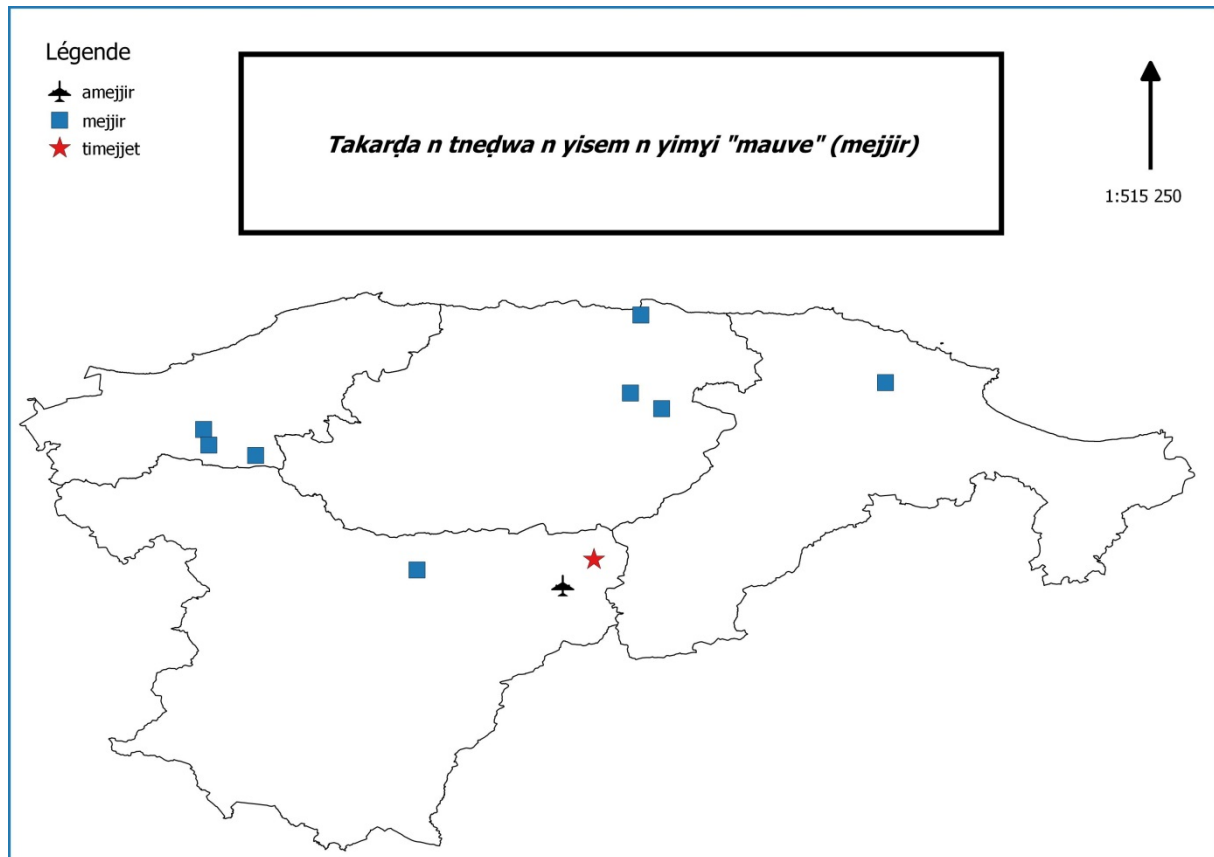 Légende
amejjir
mejjir
timejjet
Takarḍa n tneḍwa n yisem n yimɣi "mauve" (mejjir)
1:515 250